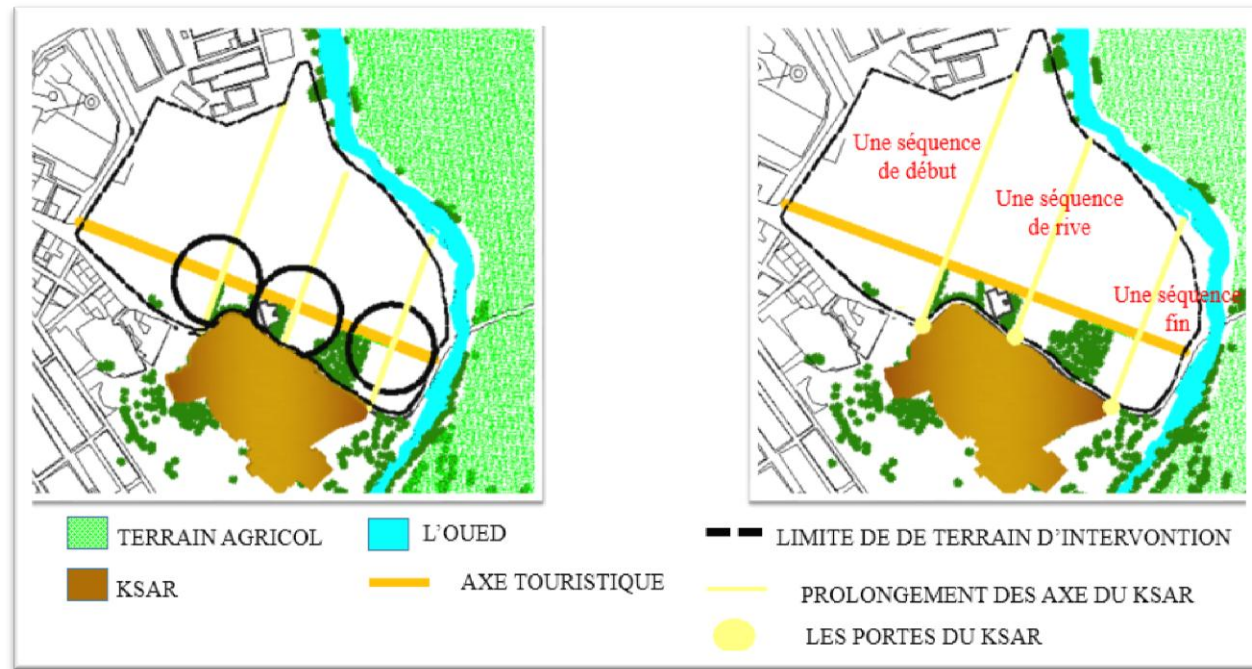 Une séquence
de début
Une séquence
de rive
Une séquence
fin
TERRAIN AGRICOL
L'OUED
LIMITE DE DE TERRAIN D'INTERVONTION
KSAR
AXE TOURISTIQUE
PROLONGEMENT DES AXE DU KSAR
LES PORTES DU KSAR